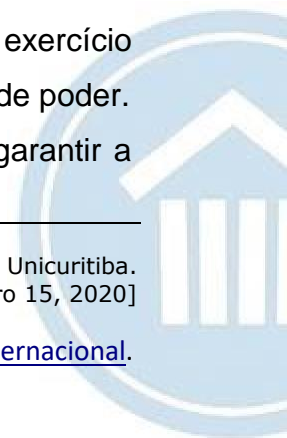 exercício
de poder.
garantir a
Unicuritiba.
ro 15, 2020]
ernacional.